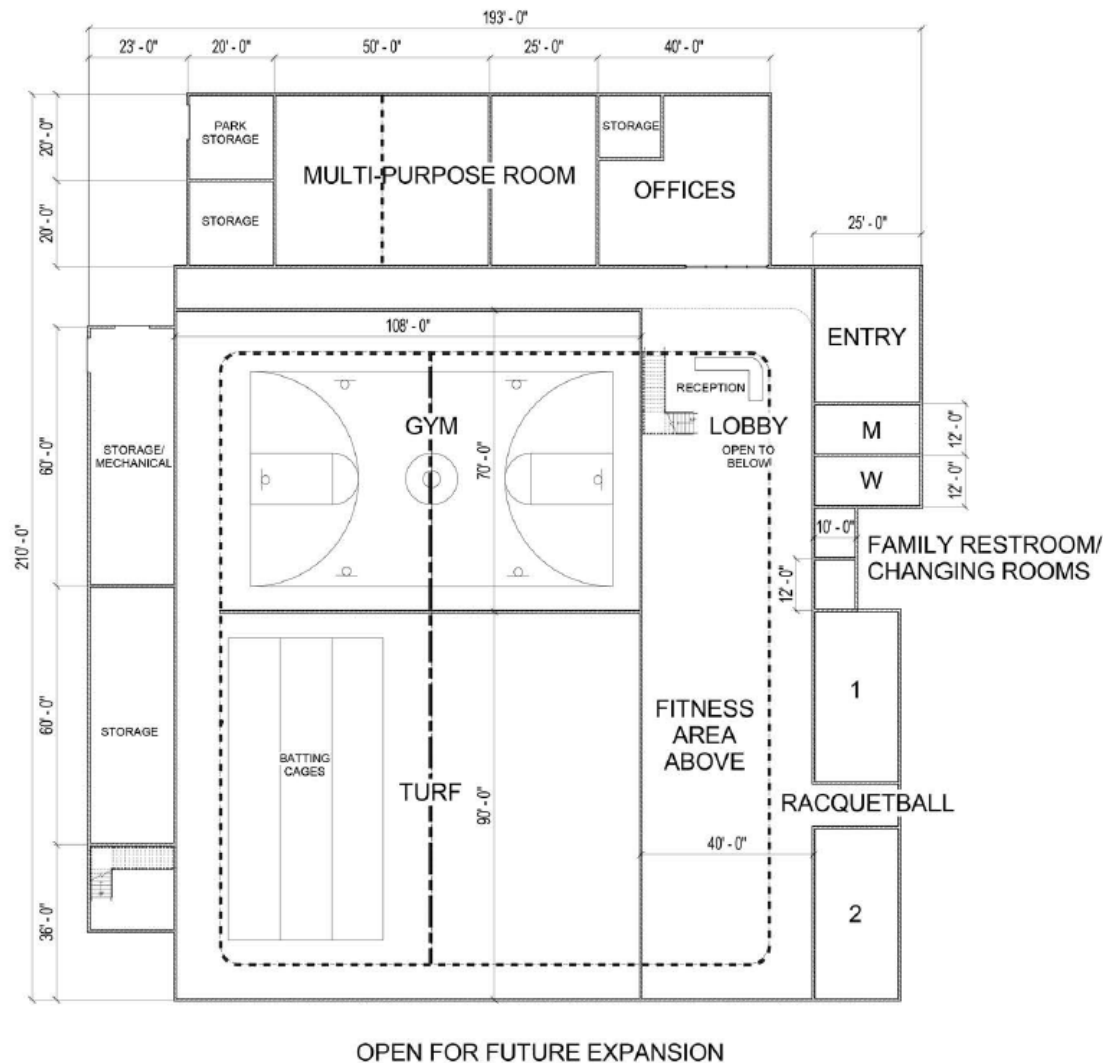 193' - 0"
23' - 0"
20' - 0"
50' - 0"
25' - 0"
40' - 0"
20' - 0"
PARK
STORAGE
STORAGE
MULTI-PURPOSE ROOM
OFFICES
20' - 0"
STORAGE
25' - 0"
108' - 0"
ENTRY
RECEPTION
GYM
LOBBY
OPEN TO
BELOW
M
12' - 0"
W
12' - 0"
STORAGE/
MECHANICAL
60' - 0"
70' - 0"
210' - 0"
10' - 0"
FAMILY RESTROOM/
CHANGING ROOMS
12' - 0"
1
FITNESS
AREA
ABOVE
60' - 0"
STORAGE
BATTING
CAGES
TURF
90' - 0"
RACQUETBALL
40' - 0"
2
36' - 0"
OPEN FOR FUTURE EXPANSION